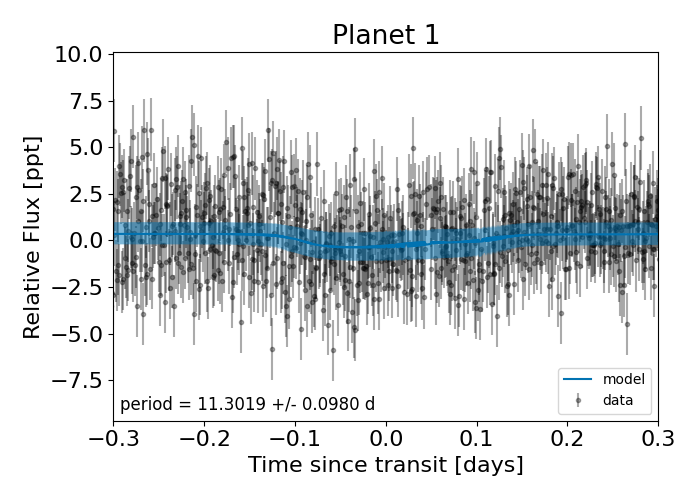 Planet 1
10.0
7.5
5.0
2.5
0.0
−2.5
−5.0
−7.5
Relative Flux [ppt]
period = 11.3019 +/- 0.0980 d
model
data
−0.3 −0.2 −0.1 0.0 0.1 0.2 0.3
Time since transit [days]